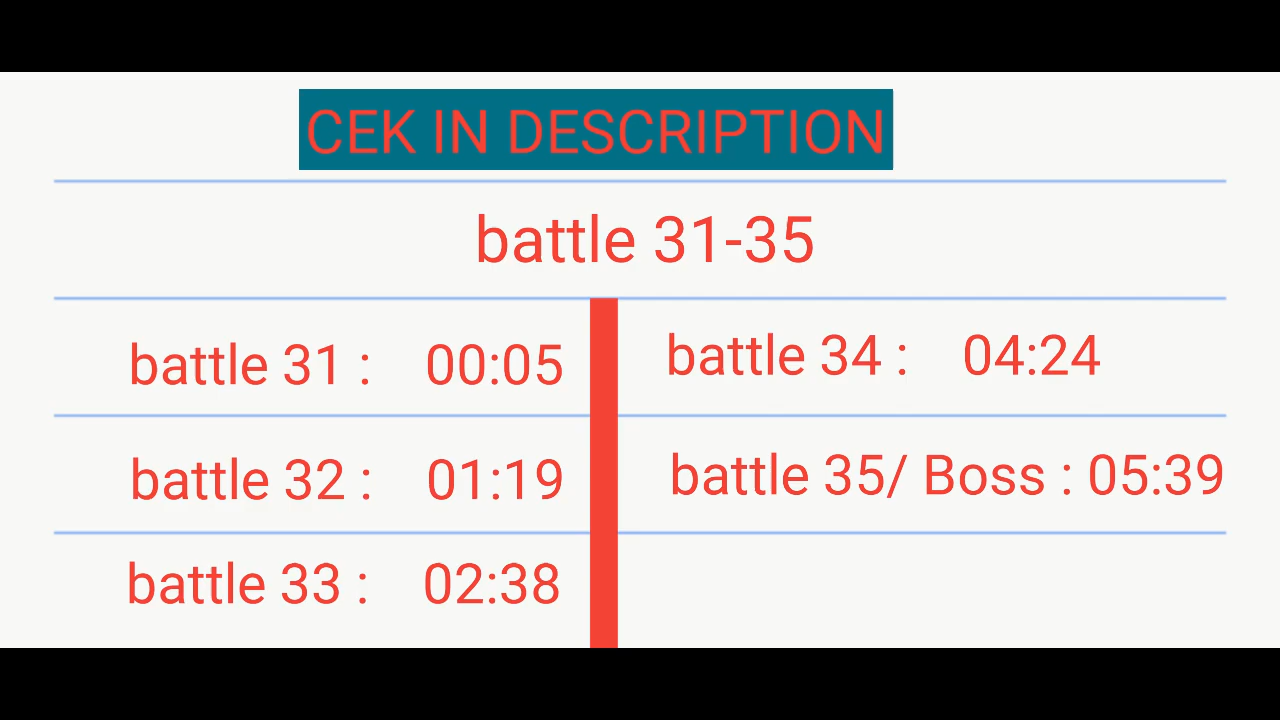 CEK IN DESCRIPTION
battle 31-35
battle 31 : 00:05
battle 32 : 01:19
battle 33 : 02:38
battle 34 : 04:24
battle 35/ Boss : 05:39